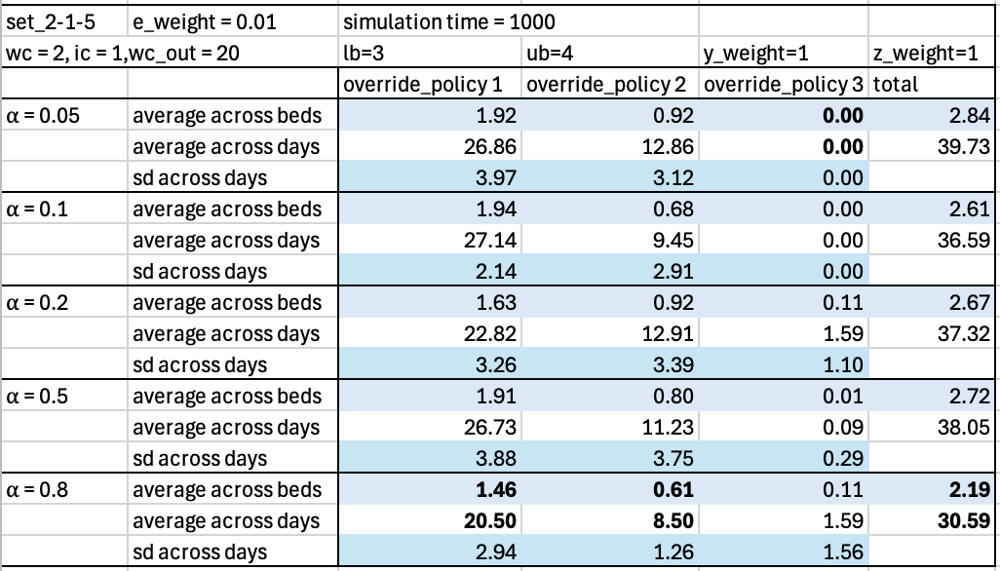 set_2-1-5 e_weight = 0.01 simulation time = 1000
wc = 2, ic = 1,wc_out = 20 lb=3 ub=4 y_weight=1 z_weight=1
override_policy 1 override_policy 2 override_policy 3 total
α = 0.05 average across beds 1.92 0.92 0.00 2.84
average across days 26.86 12.86 0.00 39.73
sd across days 3.97 3.12 0.00
α = 0.1 average across beds 1.94 0.68 0.00 2.61
average across days 27.14 9.45 0.00 36.59
sd across days 2.14 2.91 0.00
α = 0.2 average across beds 1.63 0.92 0.11 2.67
average across days 22.82 12.91 1.59 37.32
sd across days 3.26 3.39 1.10
α = 0.5 average across beds 1.91 0.80 0.01 2.72
average across days 26.73 11.23 0.09 38.05
sd across days 3.88 3.75 0.29
α = 0.8 average across beds 1.46 0.61 0.11 2.19
average across days 20.50 8.50 1.59 30.59
sd across days 2.94 1.26 1.56